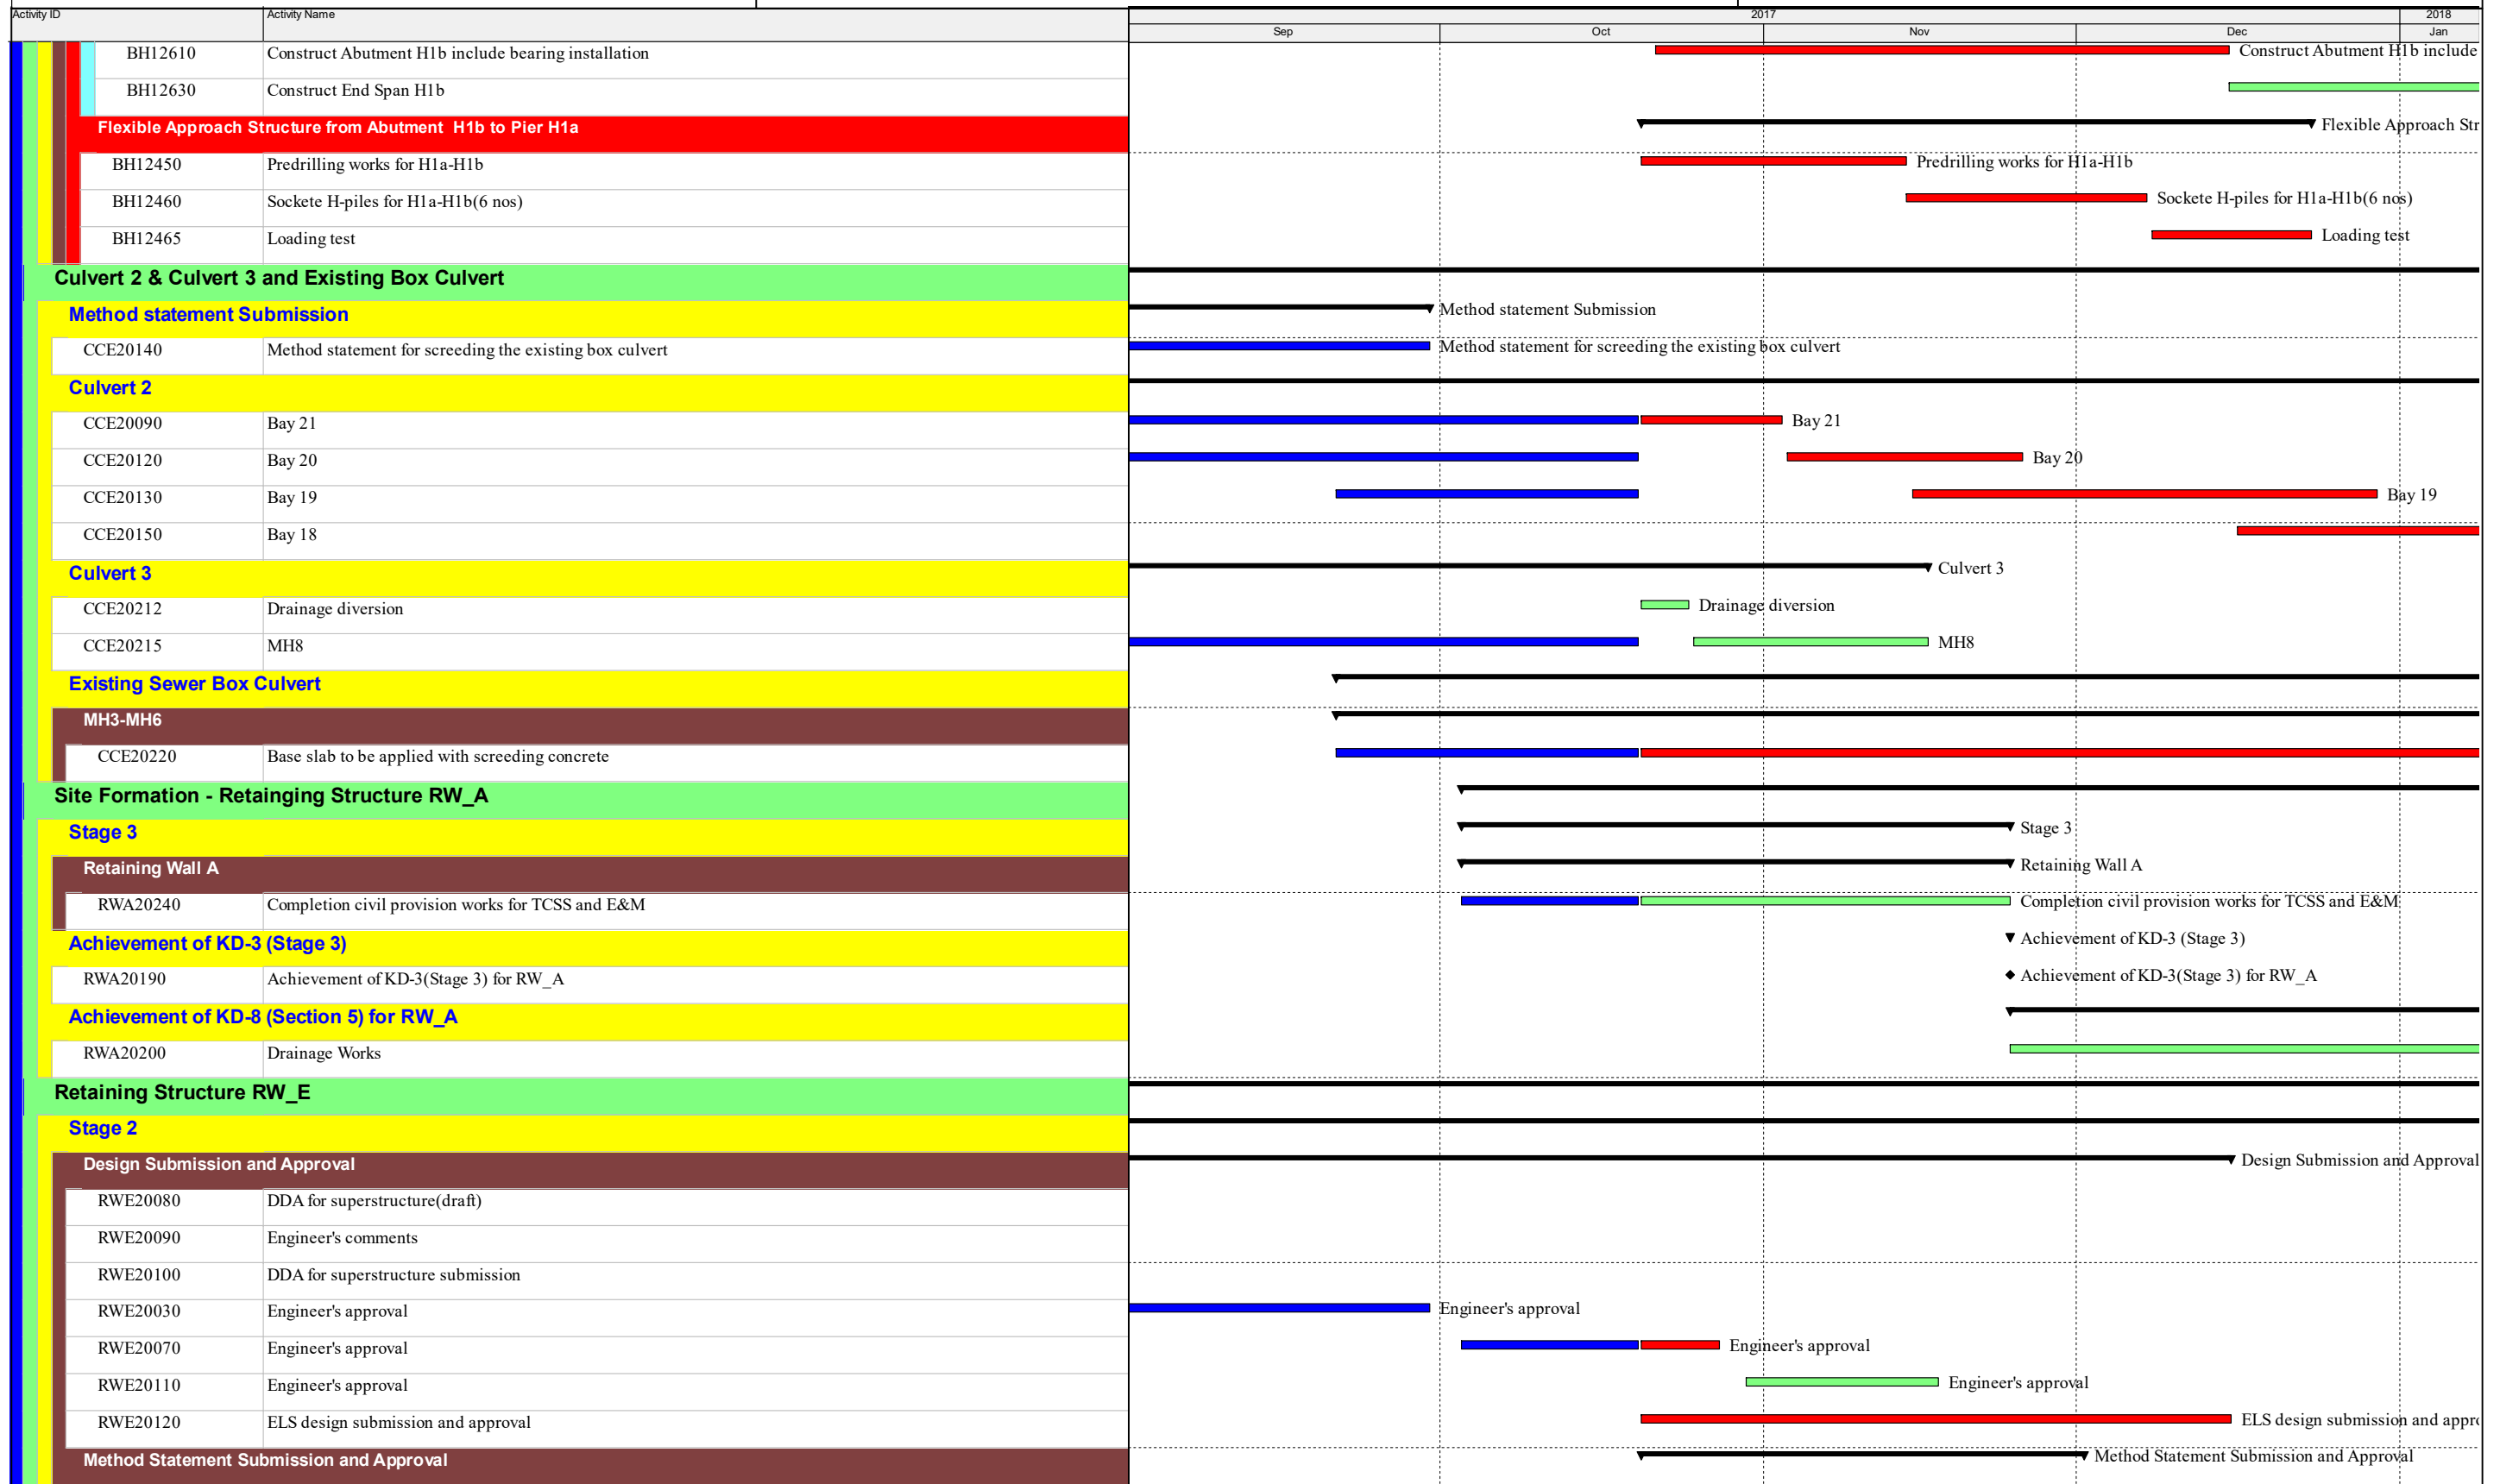 Activity ID Activity Name 2017 2018
Sep Oct Nov Dec Jan
BH12610 Construct Abutment H1b include bearing installation Construct Abutment H1b include
BH12630 Construct End Span H1b
Flexible Approach Structure from Abutment H1b to Pier H1a Flexible Approach Str
BH12450 Predrilling works for H1a-H1b Predrilling works for H1a-H1b
BH12460 Sockete H-piles for H1a-H1b(6 nos) Sockete H-piles for H1a-H1b(6 nos)
BH12465 Loading test Loading test
Culvert 2 & Culvert 3 and Existing Box Culvert
Method statement Submission Method statement Submission
CCE20140 Method statement for screeding the existing box culvert Method statement for screeding the existing box culvert
Culvert 2
CCE20090 Bay 21 Bay 21
CCE20120 Bay 20 Bay 20
CCE20130 Bay 19 Bay 19
CCE20150 Bay 18
Culvert 3 Culvert 3
CCE20212 Drainage diversion Drainage diversion
CCE20215 MH8 MH8
Existing Sewer Box Culvert
MH3-MH6
CCE20220 Base slab to be applied with screeding concrete
Site Formation - Retainging Structure RW_A
Stage 3 Stage 3
Retaining Wall A Retaining Wall A
RWA20240 Completion civil provision works for TCSS and E&M Completion civil provision works for TCSS and E&M
Achievement of KD-3 (Stage 3) Achievement of KD-3 (Stage 3)
RWA20190 Achievement of KD-3(Stage 3) for RW_A Achievement of KD-3(Stage 3) for RW_A
Achievement of KD-8 (Section 5) for RW_A
RWA20200 Drainage Works
Retaining Structure RW_E
Stage 2
Design Submission and Approval Design Submission and Approval
RWE20080 DDA for superstructure(draft)
RWE20090 Engineer's comments
RWE20100 DDA for superstructure submission
RWE20030 Engineer's approval Engineer's approval
RWE20070 Engineer's approval Engineer's approval
RWE20110 Engineer's approval Engineer's approval
RWE20120 ELS design submission and approval ELS design submission and appro
Method Statement Submission and Approval Method Statement Submission and Approval